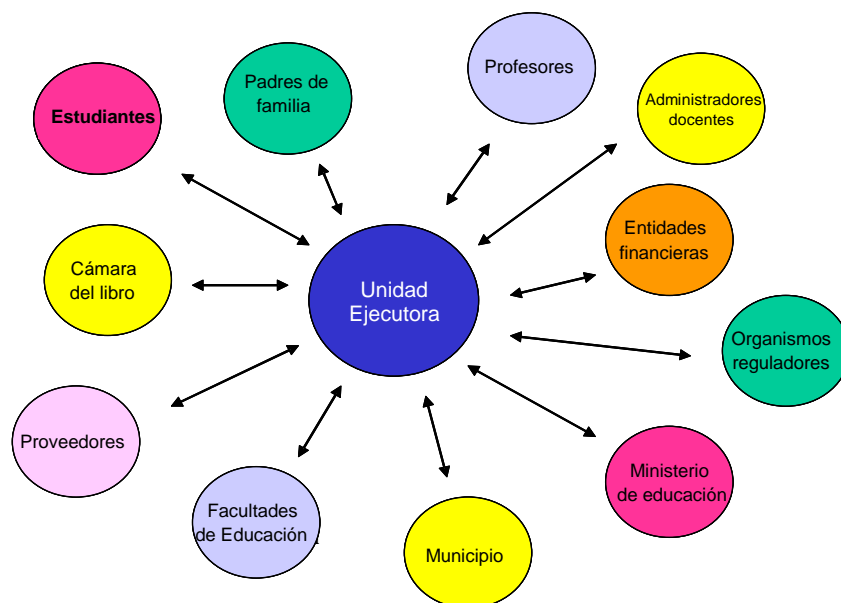 Profesores
Padres de
familia
Administradores
docentes
Estudiantes
Entidades
financieras
Cámara
del libro
Unidad
Ejecutora
Organismos
reguladores
Proveedores
Ministerio
de educación
Facultades
de Educación
Municipio